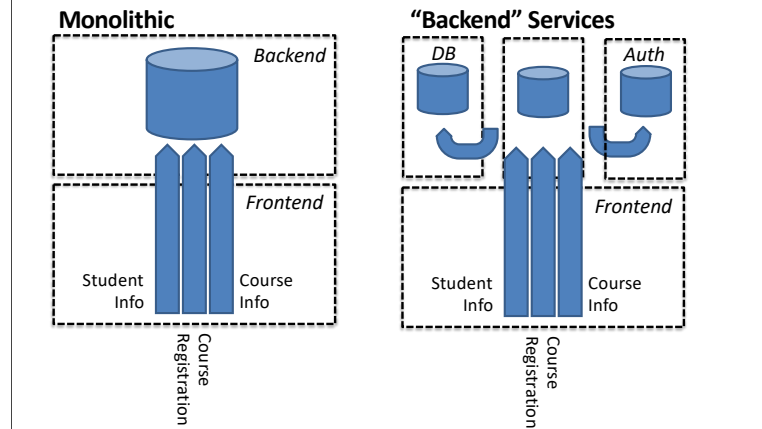 Monolithic
Backend
Frontend
Student
Info
Course
Info
Course
Registration
“Backend” Services
DB
Auth
Frontend
Student
Info
Course
Info
Course
Registration